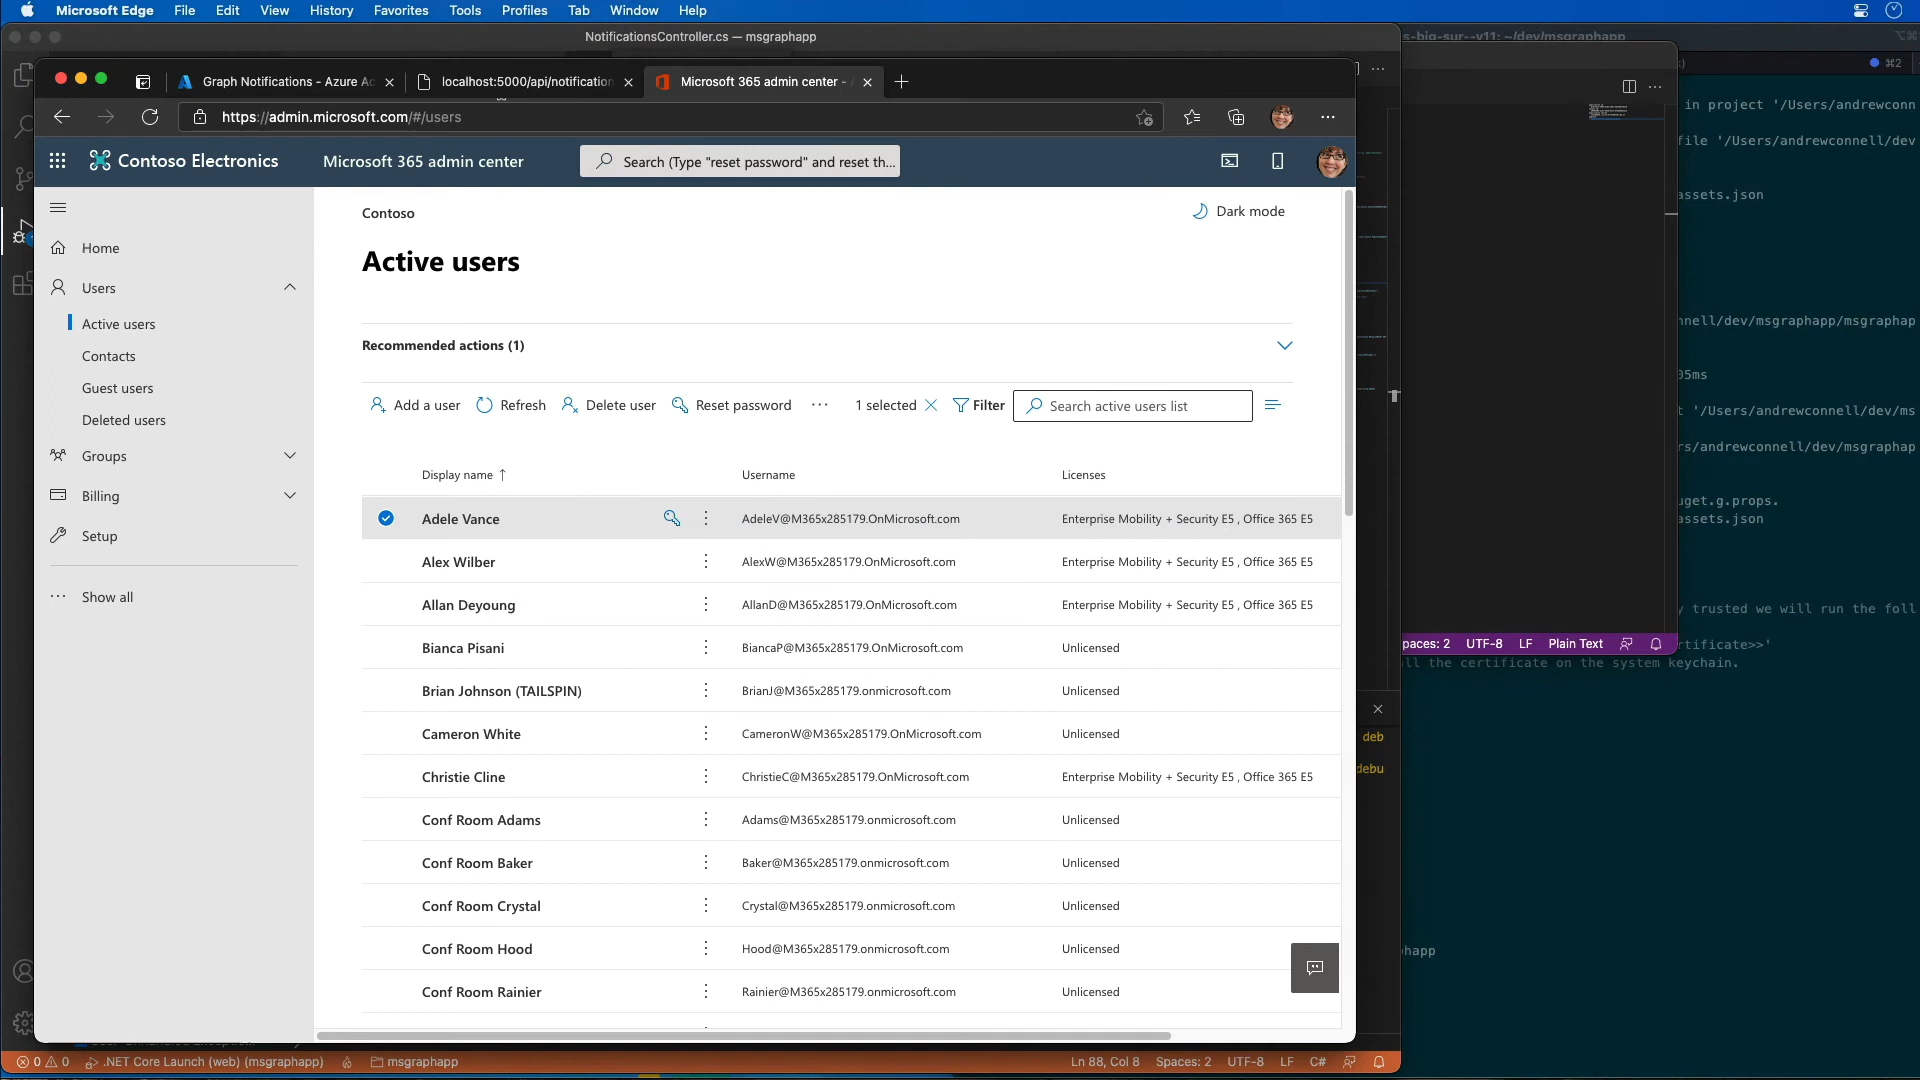 Microsoft Edge File Edit View History Favorites Tools Profiles Tab Window Help
NotificationsController.cs — msgraphapp
s-big-sur--v11: ~/dev/msgraphapp
Graph Notifications - Azure Ac
localhost:5000/api/notification
Microsoft 365 admin center -
⌘2
https://admin.microsoft.com/#/users
in project '/Users/andrewconn
file '/Users/andrewconnell/dev
Contoso Electronics
Microsoft 365 admin center
Search (Type "reset password" and reset th...
assets.json
Contoso
Dark mode
Home
Active users
Users
Active users
nnell/dev/msgraphapp/msgraphap
Recommended actions (1)
Contacts
05ms
Guest users
Add a user
Refresh
Delete user
Reset password
1 selected
Filter
Search active users list
t '/Users/andrewconnell/dev/ms
Deleted users
rs/andrewconnell/dev/msgraphap
Groups
Display name ↑ Username Licenses
Billing
uget.g.props.
Adele Vance AdeleV@M365x285179.OnMicrosoft.com Enterprise Mobility + Security E5 , Office 365 E5
assets.json
Setup
Alex Wilber AlexW@M365x285179.OnMicrosoft.com Enterprise Mobility + Security E5 , Office 365 E5
Show all
Allan Deyoung AllanD@M365x285179.OnMicrosoft.com Enterprise Mobility + Security E5 , Office 365 E5
y trusted we will run the foll
Bianca Pisani BiancaP@M365x285179.OnMicrosoft.com Unlicensed
paces: 2 UTF-8 LF Plain Text
rtificate>>'
all the certificate on the system keychain.
Brian Johnson (TAILSPIN) BrianJ@M365x285179.onmicrosoft.com Unlicensed
Cameron White CameronW@M365x285179.OnMicrosoft.com Unlicensed
deb
Christie Cline ChristieC@M365x285179.OnMicrosoft.com Enterprise Mobility + Security E5 , Office 365 E5
debu
Conf Room Adams Adams@M365x285179.onmicrosoft.com Unlicensed
Conf Room Baker Baker@M365x285179.onmicrosoft.com Unlicensed
Conf Room Crystal Crystal@M365x285179.onmicrosoft.com Unlicensed
Conf Room Hood Hood@M365x285179.onmicrosoft.com Unlicensed
happ
Conf Room Rainier Rainier@M365x285179.onmicrosoft.com Unlicensed
0 0 .NET Core Launch (web) (msgraphapp) msgraphapp
Ln 88, Col 8 Spaces: 2 UTF-8 LF C#